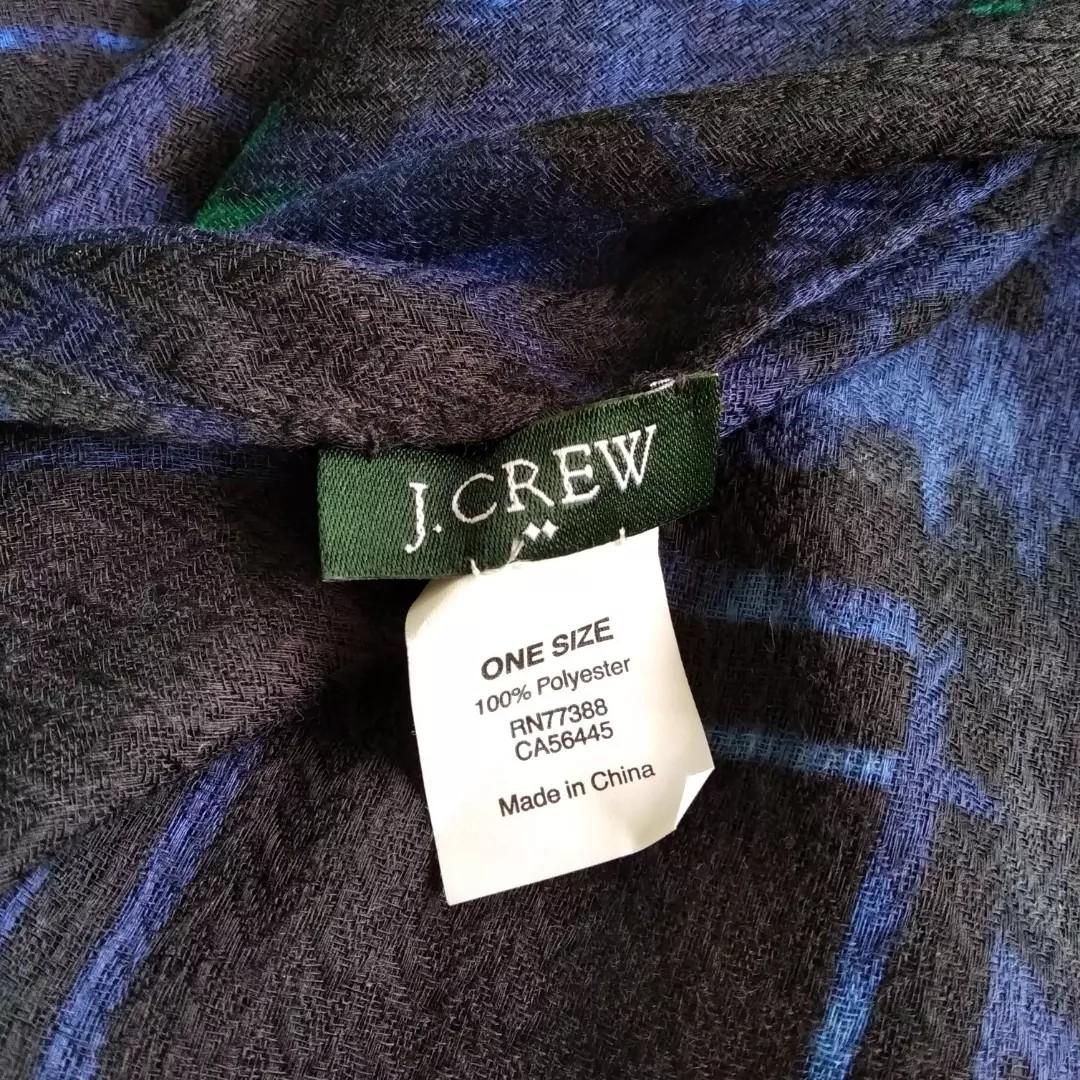 J.CREW
ONE SIZE
100% Polyester
RN77388
CA56445
Made in China